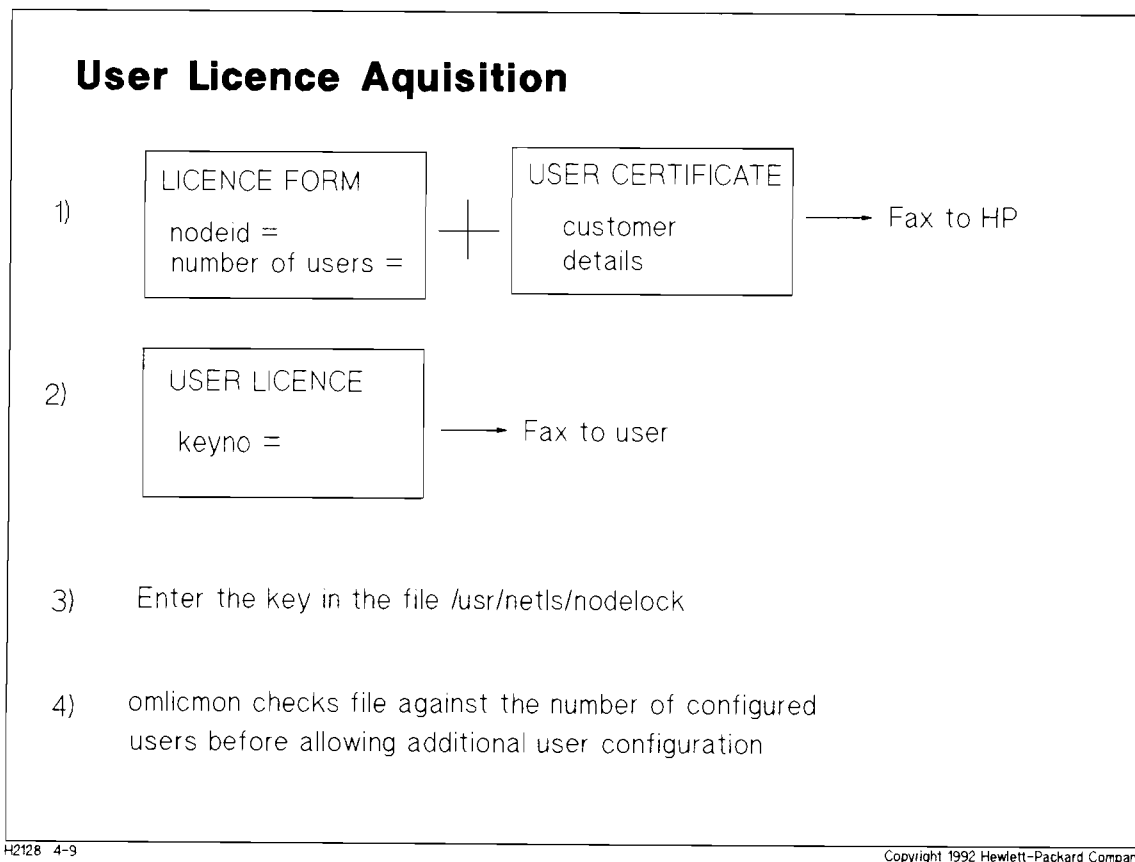 User Licence Aquisition
1)
LICENCE FORM
nodeid =
number of users =
+
USER CERTIFICATE
customer
details
Fax to HP
2)
USER LICENCE
keyno =
Fax to user
3) Enter the key in the file /usr/netls/nodelock
4) omlicmon checks file against the number of configured
users before allowing additional user configuration
H2128 4-9
Copyright 1992 Hewlett-Packard Compan